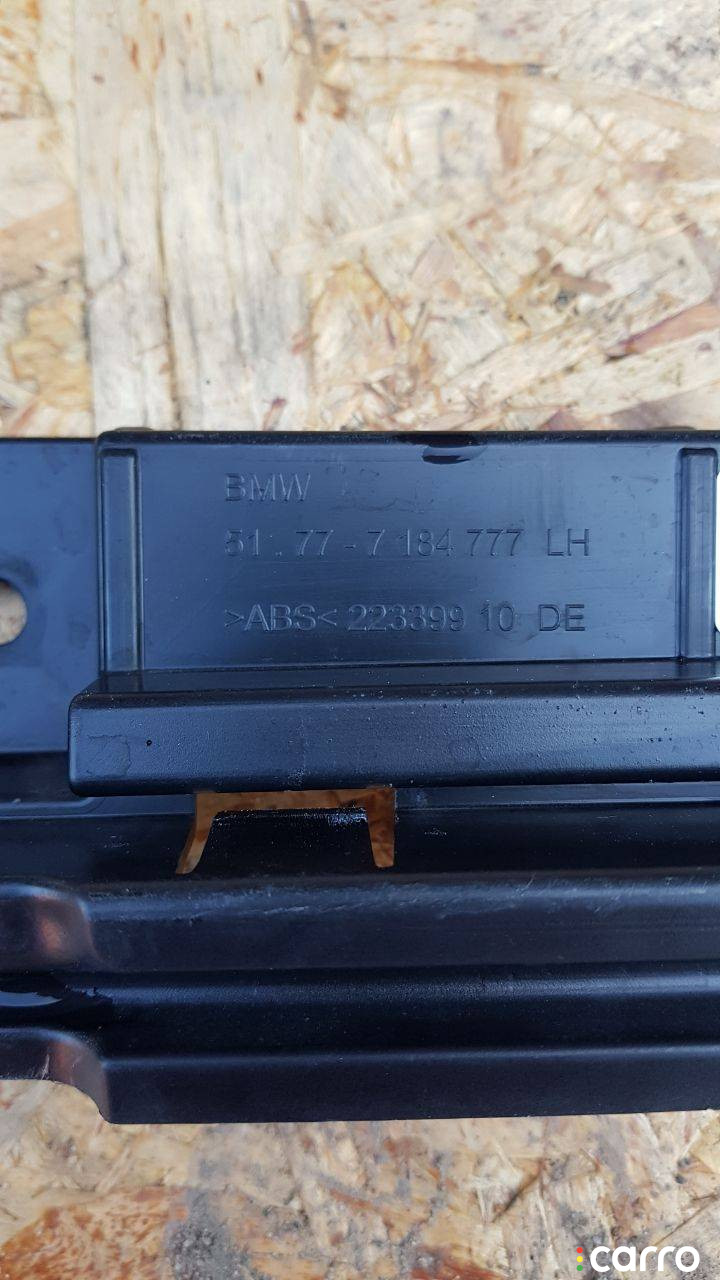 BMW
51.77-7 184 777 LH
>ABS< 223399 10 DE
carro